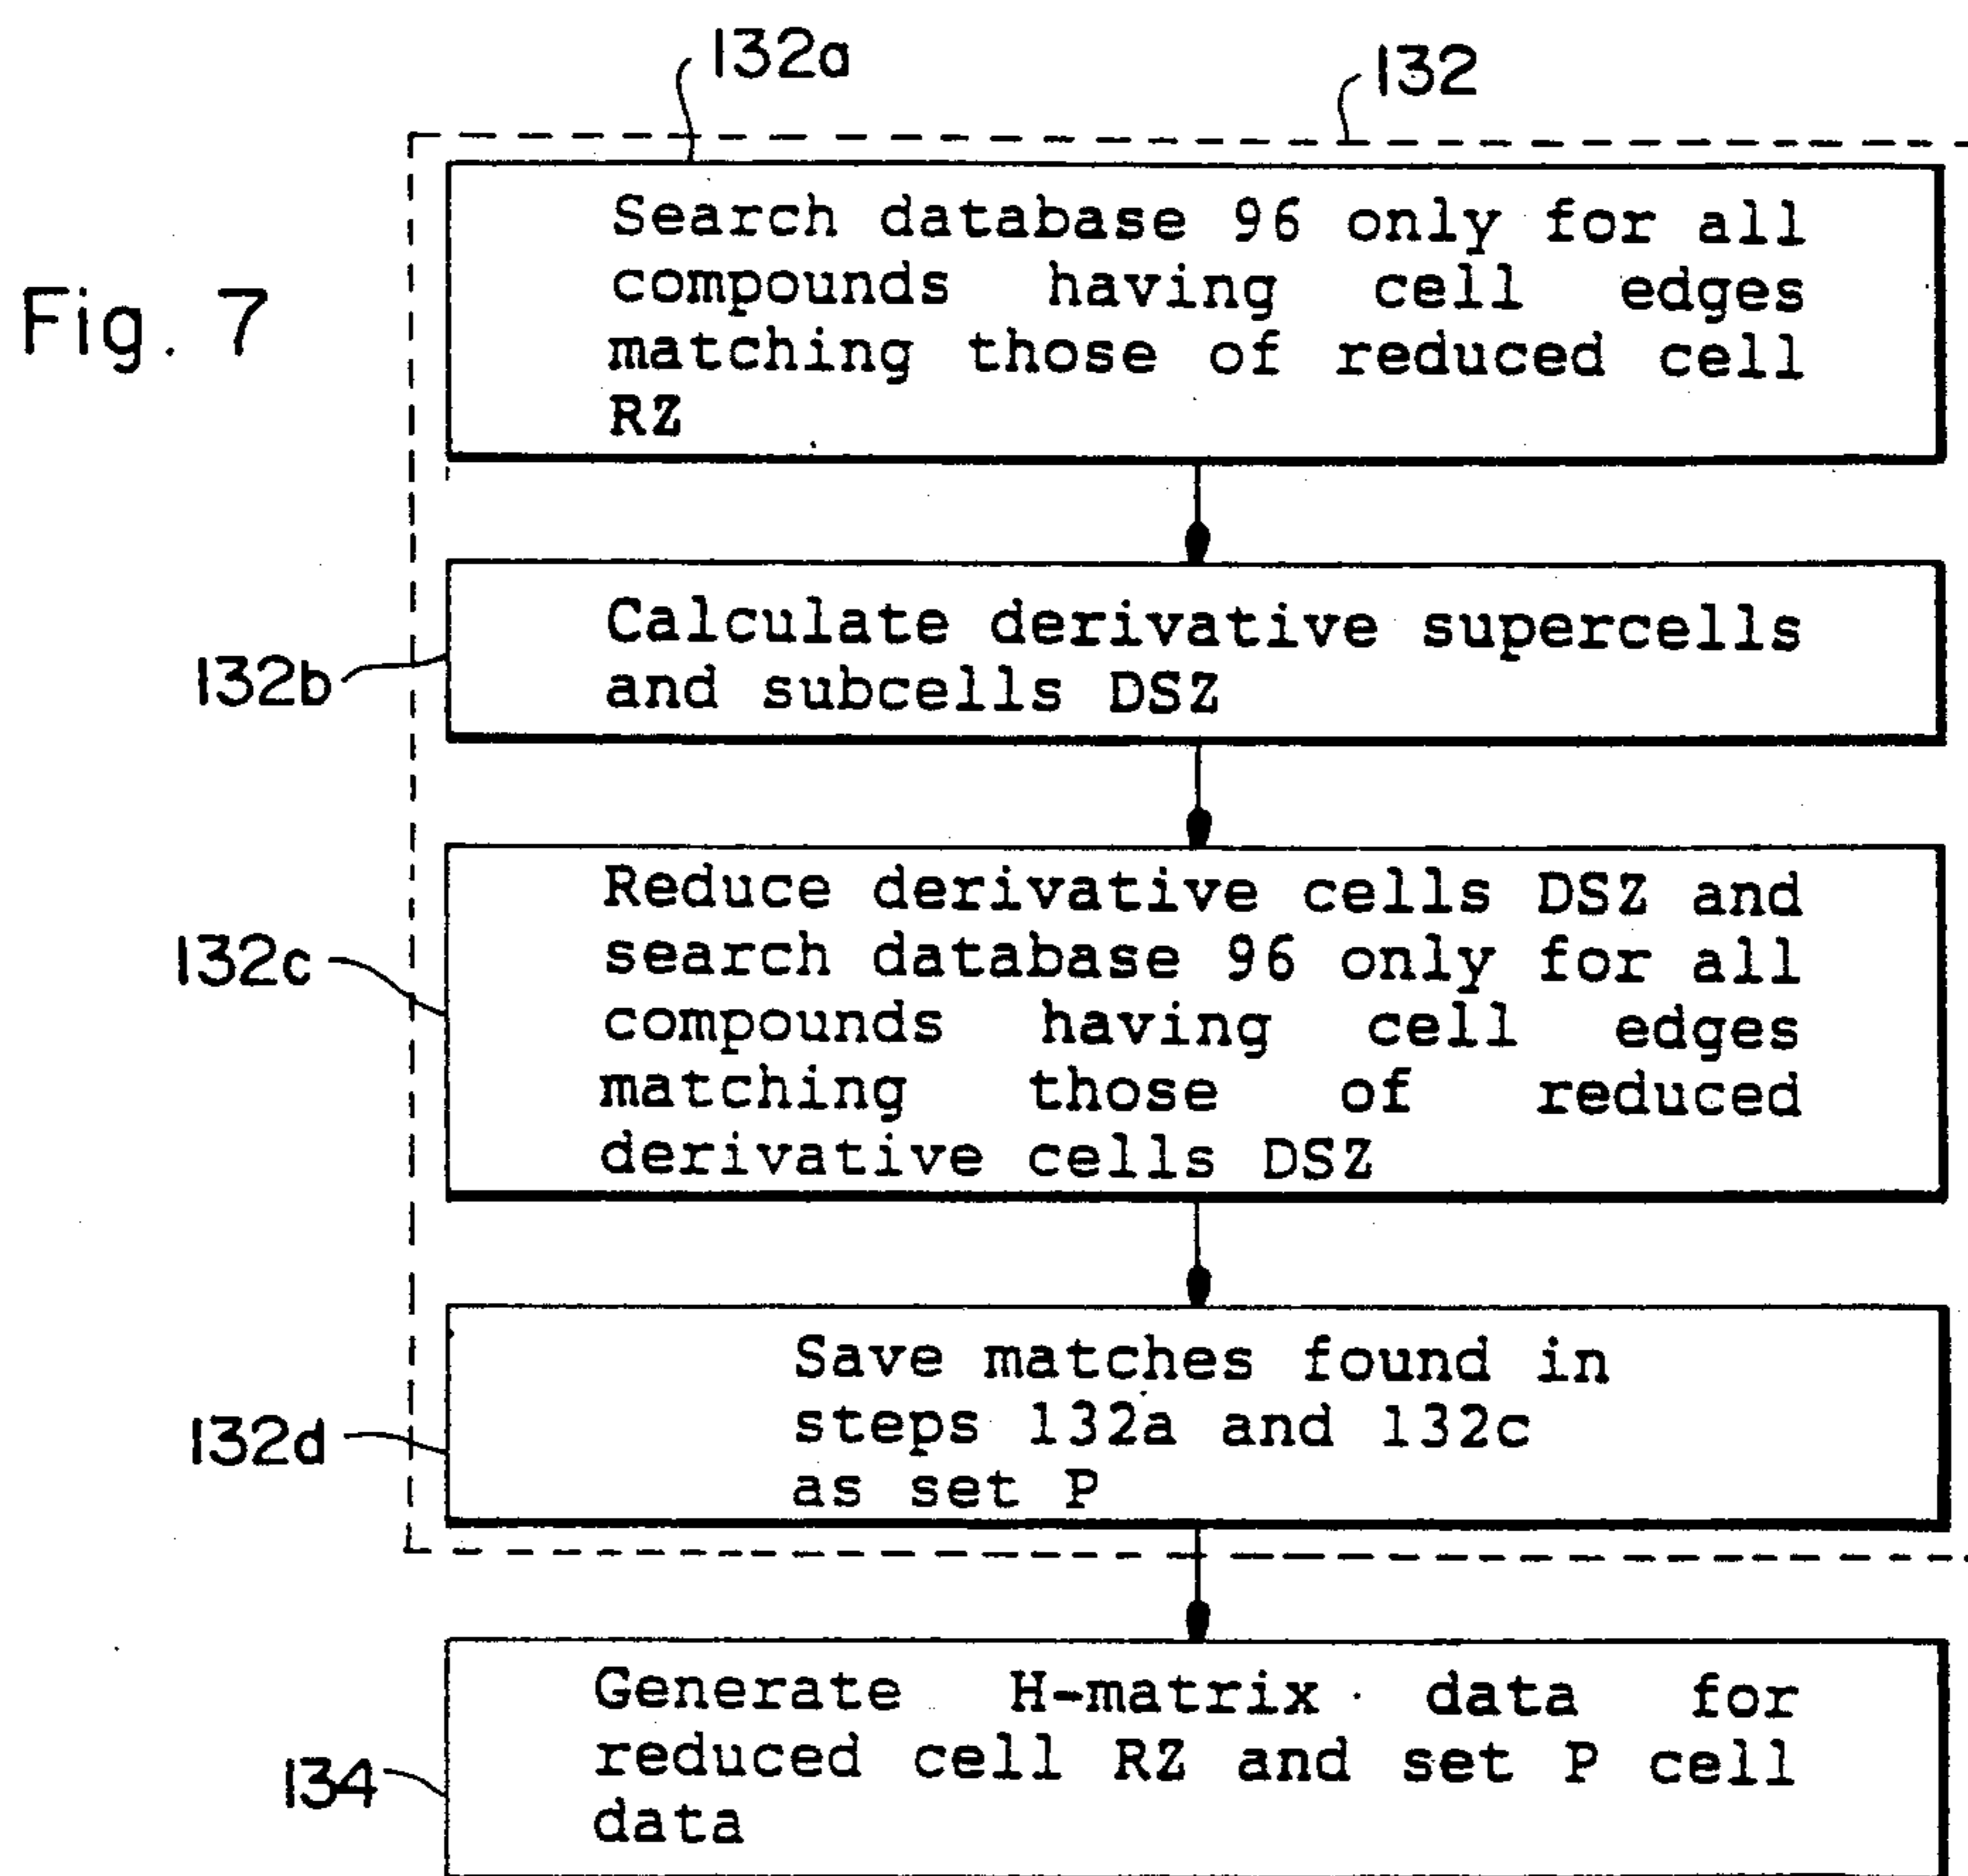 132a
132
Fig. 7
Search database 96 only for all
compounds having cell edges
matching those of reduced cell
RZ
132b
Calculate derivative supercells
and subcells DSZ
132c
Reduce derivative cells DSZ and
search database 96 only for all
compounds having cell edges
matching those of reduced
derivative cells DSZ
132d
Save matches found in
steps 132a and 132c
as set P
134
Generate H-matrix data for
reduced cell RZ and set P cell
data